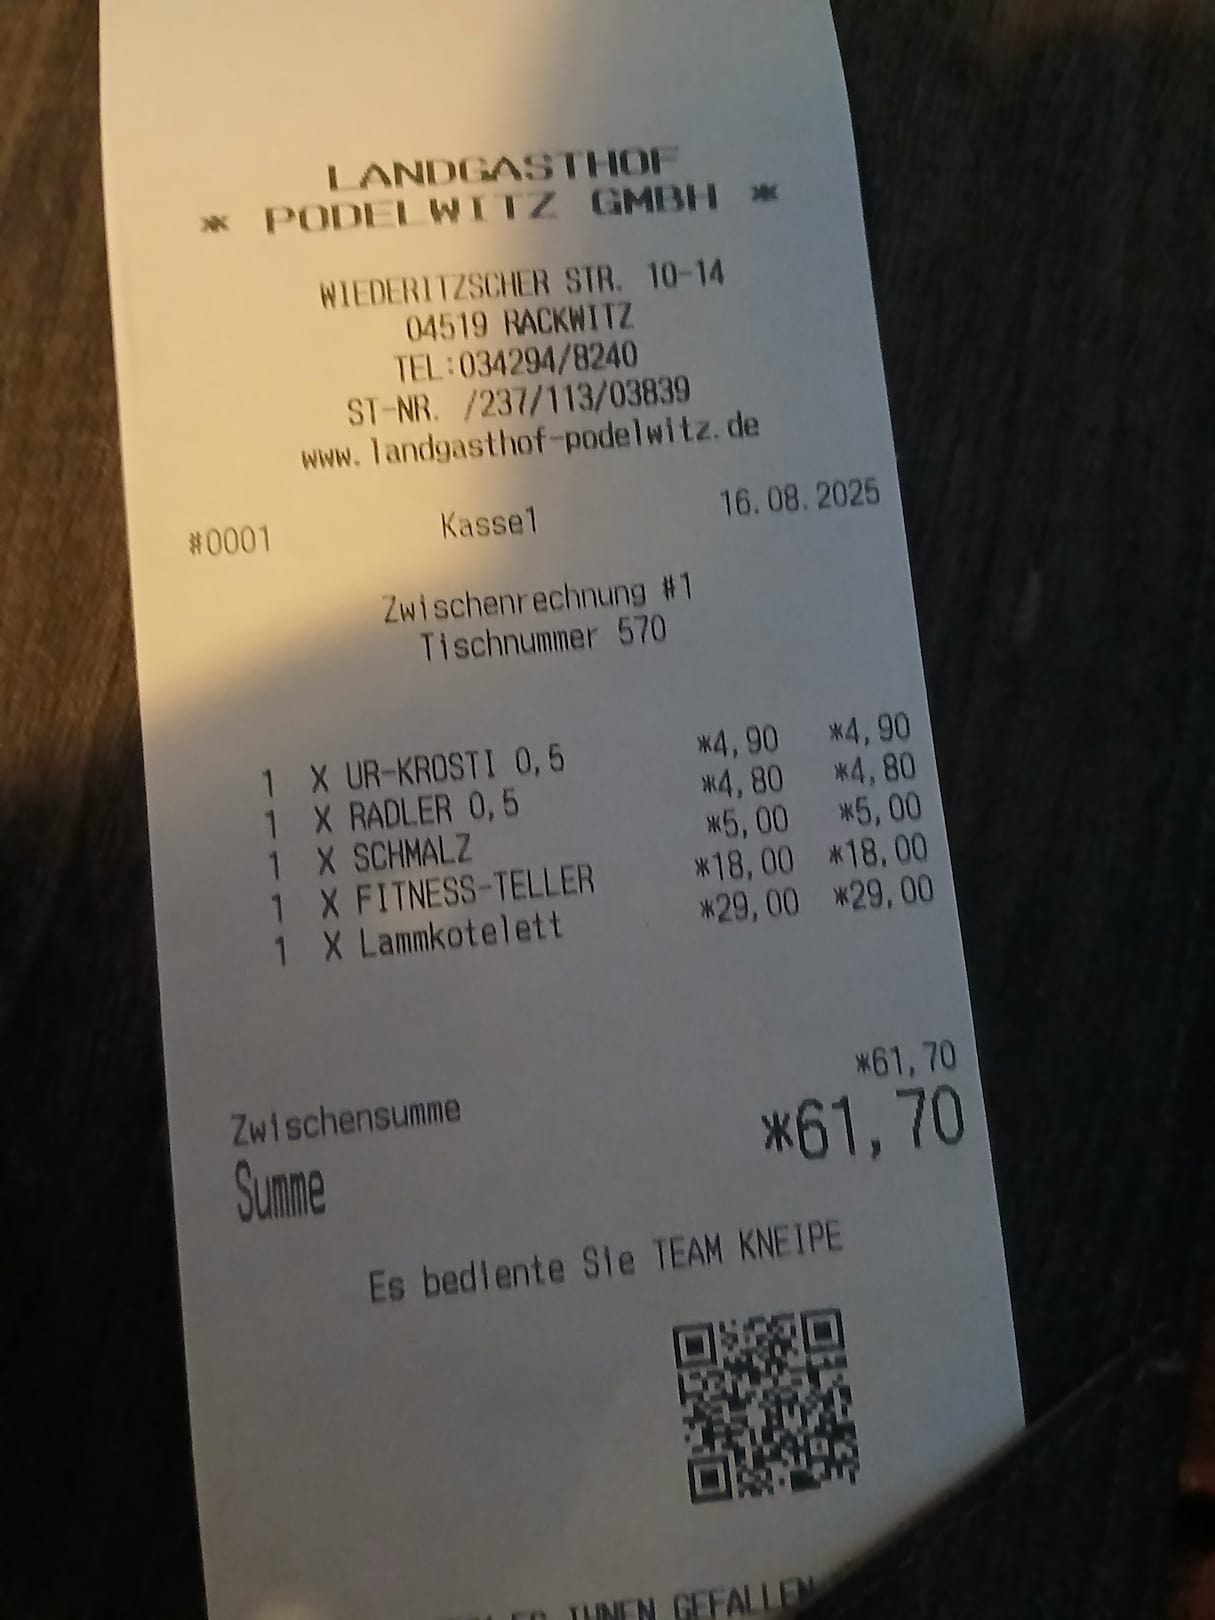 LANDGASTHOF
* PODELWITZ GMBH *
WIEDERITZSCHER STR. 10-14
04519 RACKWITZ
TEL:034294/8240
ST-NR. /237/113/03839
www.landgasthof-podelwitz.de
#0001 Kasse1 16.08.2025
Zwischenrechnung #1
Tischnummer 570
1 X UR-KROSTI 0,5 *4,90 *4,90
1 X RADLER 0,5 *4,80 *4,80
1 X SCHMALZ *5,00 *5,00
1 X FITNESS-TELLER *18,00 *18,00
1 X Lammkotelett *29,00 *29,00
Zwischensumme *61,70
Summe *61,70
Es bediente Sie TEAM KNEIPE
ES IHNEN GEFALLEN